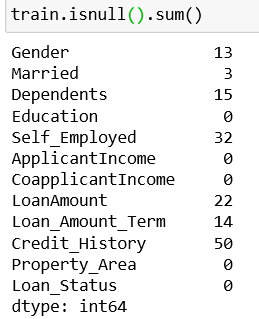 train.isnull().sum()
Gender 13
Married 3
Dependents 15
Education 0
Self_Employed 32
ApplicantIncome 0
CoapplicantIncome 0
LoanAmount 22
Loan_Amount_Term 14
Credit_History 50
Property_Area 0
Loan_Status 0
dtype: int64